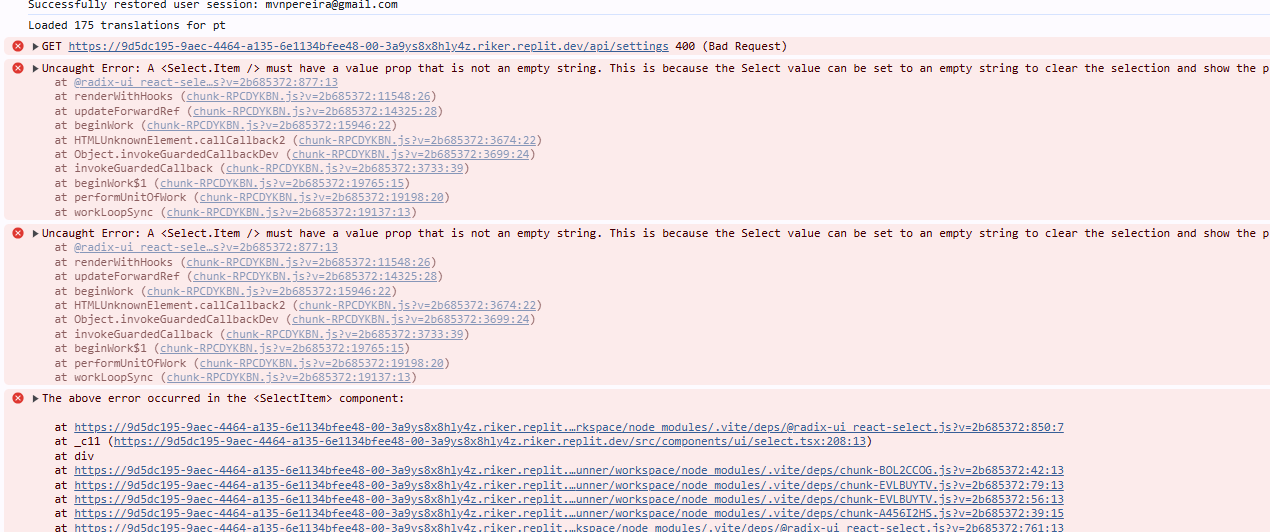 Successfully restored user session: mvnpereira@gmail.com
Loaded 175 translations for pt
GET https://9d5dc195-9aec-4464-a135-6e1134bfee48-00-3a9ys8x8hly4z.riker.replit.dev/api/settings 400 (Bad Request)
Uncaught Error: A <Select.Item /> must have a value prop that is not an empty string. This is because the Select value can be set to an empty string to clear the selection and show the p
at @radix-ui_react-sele…s?v=2b685372:877:13
at renderWithHooks (chunk-RPCDYKBN.js?v=2b685372:11548:26)
at updateForwardRef (chunk-RPCDYKBN.js?v=2b685372:14325:28)
at beginWork (chunk-RPCDYKBN.js?v=2b685372:15946:22)
at HTMLUnknownElement.callCallback2 (chunk-RPCDYKBN.js?v=2b685372:3674:22)
at Object.invokeGuardedCallbackDev (chunk-RPCDYKBN.js?v=2b685372:3699:24)
at invokeGuardedCallback (chunk-RPCDYKBN.js?v=2b685372:3733:39)
at beginWork$1 (chunk-RPCDYKBN.js?v=2b685372:19765:15)
at performUnitOfWork (chunk-RPCDYKBN.js?v=2b685372:19198:20)
at workLoopSync (chunk-RPCDYKBN.js?v=2b685372:19137:13)
Uncaught Error: A <Select.Item /> must have a value prop that is not an empty string. This is because the Select value can be set to an empty string to clear the selection and show the p
at @radix-ui_react-sele…s?v=2b685372:877:13
at renderWithHooks (chunk-RPCDYKBN.js?v=2b685372:11548:26)
at updateForwardRef (chunk-RPCDYKBN.js?v=2b685372:14325:28)
at beginWork (chunk-RPCDYKBN.js?v=2b685372:15946:22)
at HTMLUnknownElement.callCallback2 (chunk-RPCDYKBN.js?v=2b685372:3674:22)
at Object.invokeGuardedCallbackDev (chunk-RPCDYKBN.js?v=2b685372:3699:24)
at invokeGuardedCallback (chunk-RPCDYKBN.js?v=2b685372:3733:39)
at beginWork$1 (chunk-RPCDYKBN.js?v=2b685372:19765:15)
at performUnitOfWork (chunk-RPCDYKBN.js?v=2b685372:19198:20)
at workLoopSync (chunk-RPCDYKBN.js?v=2b685372:19137:13)
The above error occurred in the <SelectItem> component:
at https://9d5dc195-9aec-4464-a135-6e1134bfee48-00-3a9ys8x8hly4z.riker.replit.…rkspace/node_modules/.vite/deps/@radix-ui_react-select.js?v=2b685372:850:7
at _c11 (https://9d5dc195-9aec-4464-a135-6e1134bfee48-00-3a9ys8x8hly4z.riker.replit.dev/src/components/ui/select.tsx:208:13)
at div
at https://9d5dc195-9aec-4464-a135-6e1134bfee48-00-3a9ys8x8hly4z.riker.replit.…unner/workspace/node_modules/.vite/deps/chunk-BOL2CCOG.js?v=2b685372:42:13
at https://9d5dc195-9aec-4464-a135-6e1134bfee48-00-3a9ys8x8hly4z.riker.replit.…unner/workspace/node_modules/.vite/deps/chunk-EVLBUYTV.js?v=2b685372:79:13
at https://9d5dc195-9aec-4464-a135-6e1134bfee48-00-3a9ys8x8hly4z.riker.replit.…unner/workspace/node_modules/.vite/deps/chunk-EVLBUYTV.js?v=2b685372:56:13
at https://9d5dc195-9aec-4464-a135-6e1134bfee48-00-3a9ys8x8hly4z.riker.replit.…unner/workspace/node_modules/.vite/deps/chunk-A456I2HS.js?v=2b685372:39:15
at https://9d5dc195-9aec-4464-a135-6e1134bfee48-00-3a9ys8x8hly4z.riker.replit.…kspace/node_modules/.vite/deps/@radix-ui_react-select.js?v=2b685372:761:13